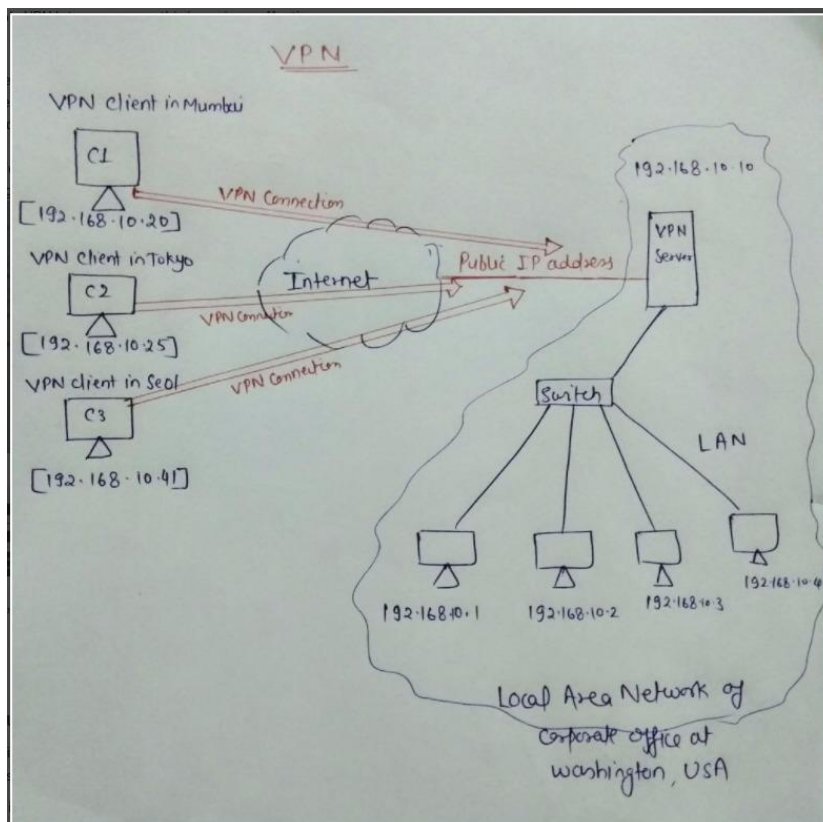 VPN
VPN Client in Mumbai
C1
[192.168.10.20]
VPN Connection
VPN Client in Tokyo
C2
[192.168.10.25]
VPN Connection
VPN Client in Seol
C3
[192.168.10.41]
VPN Connection
Internet
Public IP address
192.168.10.10
VPN
Server
Switch
LAN
192.168.10.1
192.168.10.2
192.168.10.3
192.168.10.4
Local Area Network of
Corporate office at
Washington, USA